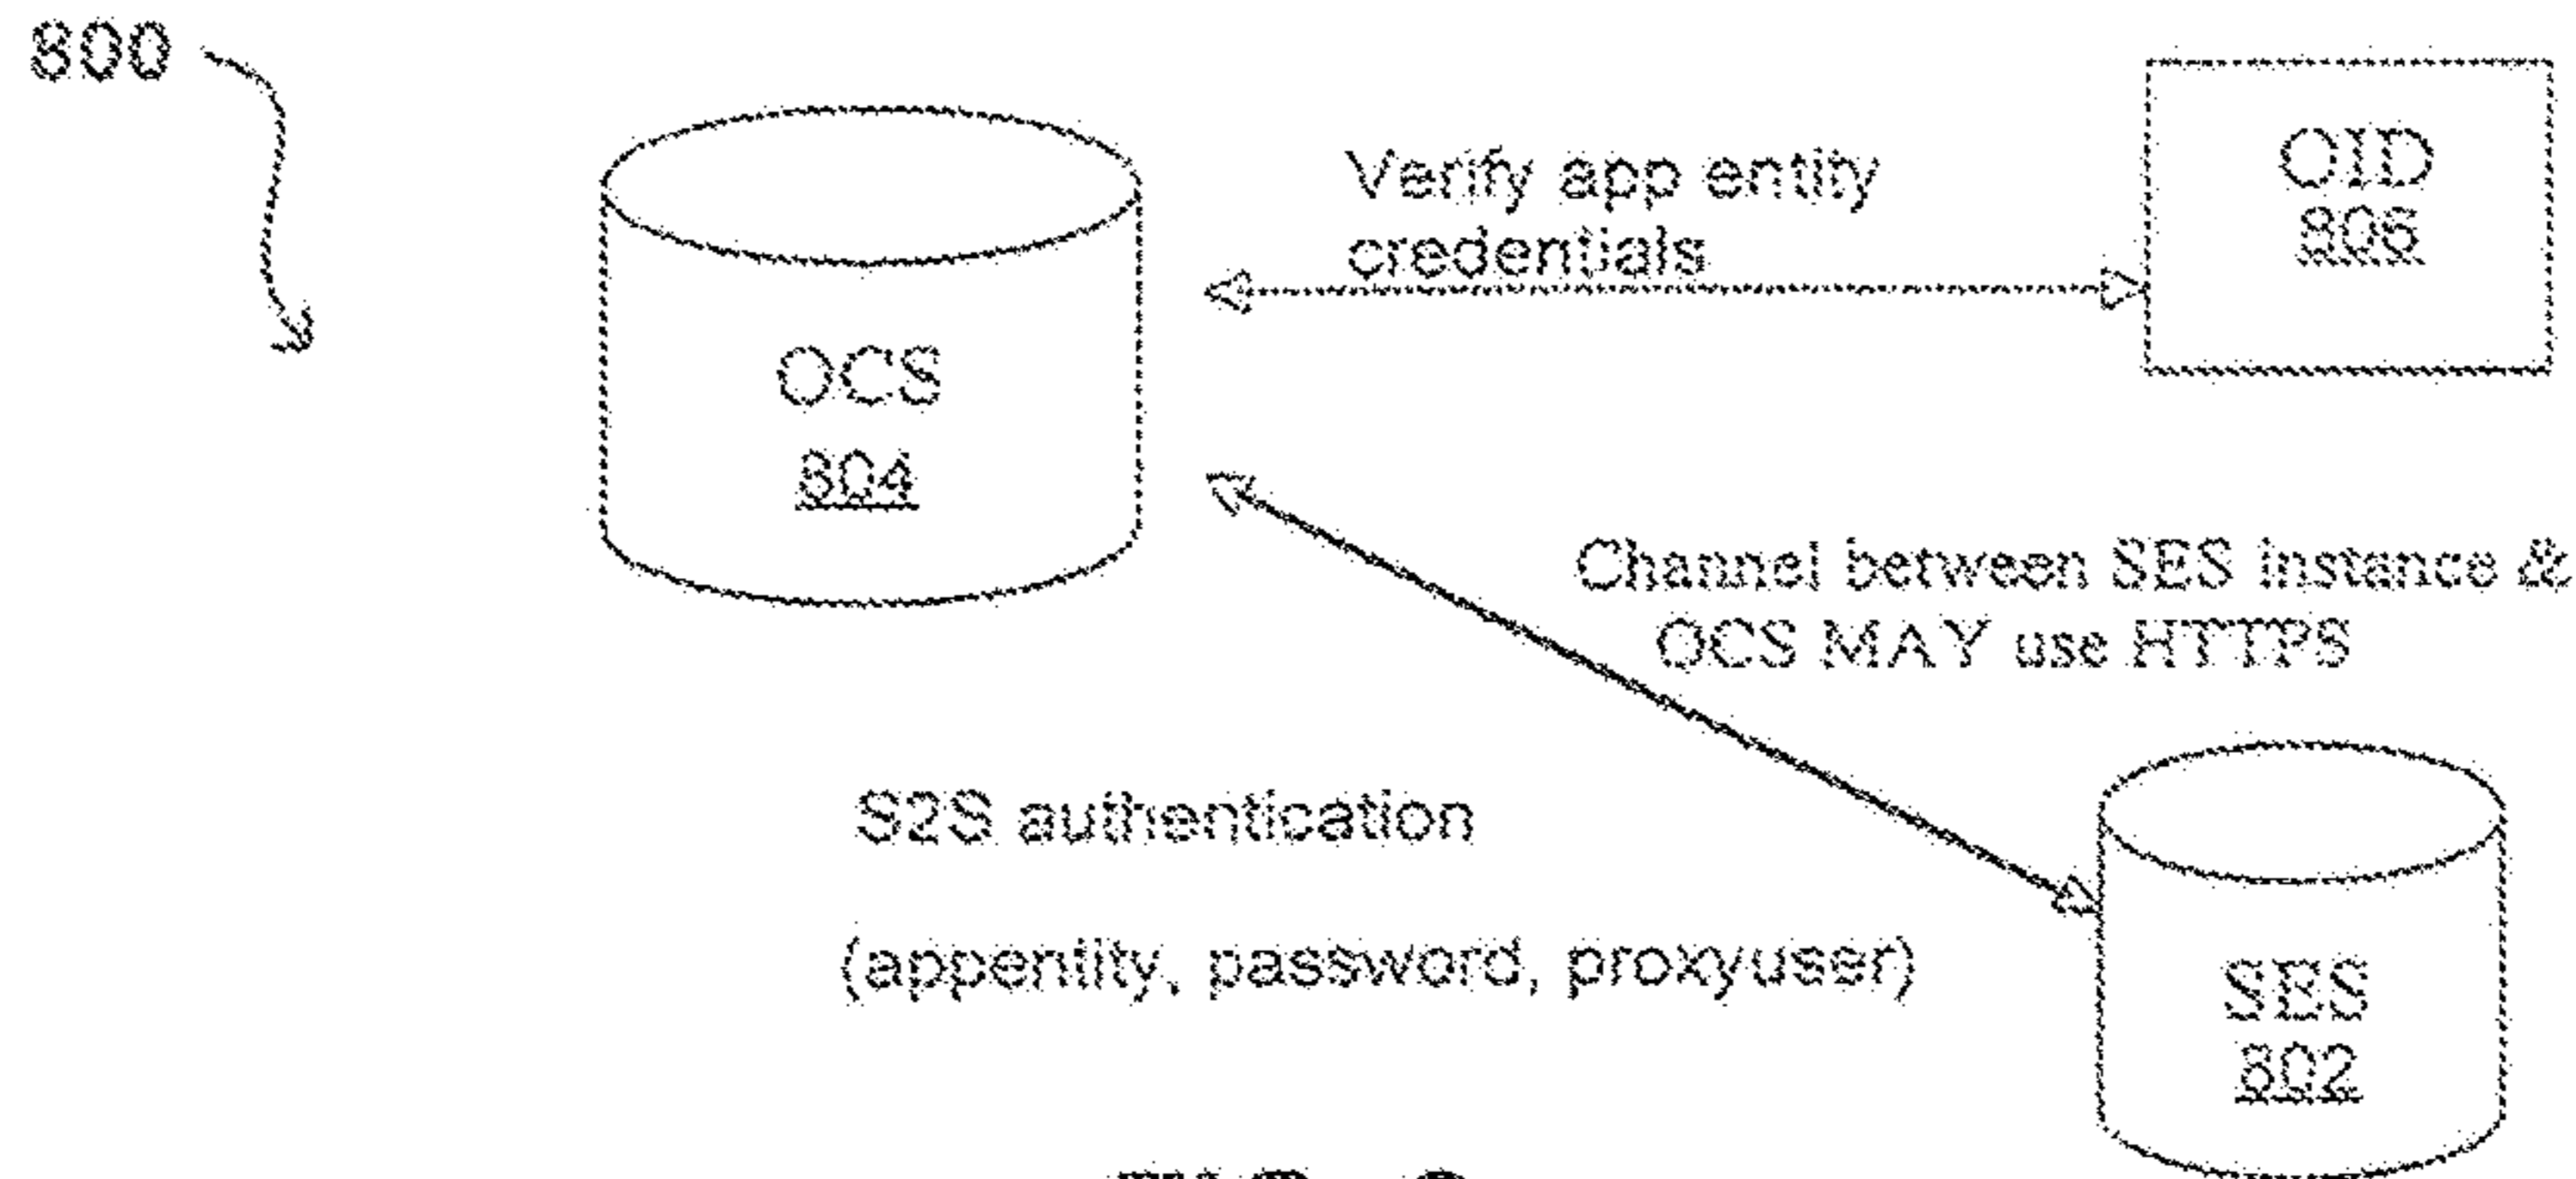 800
OID
806
Verify app entity
credentials
OCS
804
Channel between SES instance &
OCS MAY use HTTPS
S2S authentication
(appentity, password, proxyuser)
SES
802